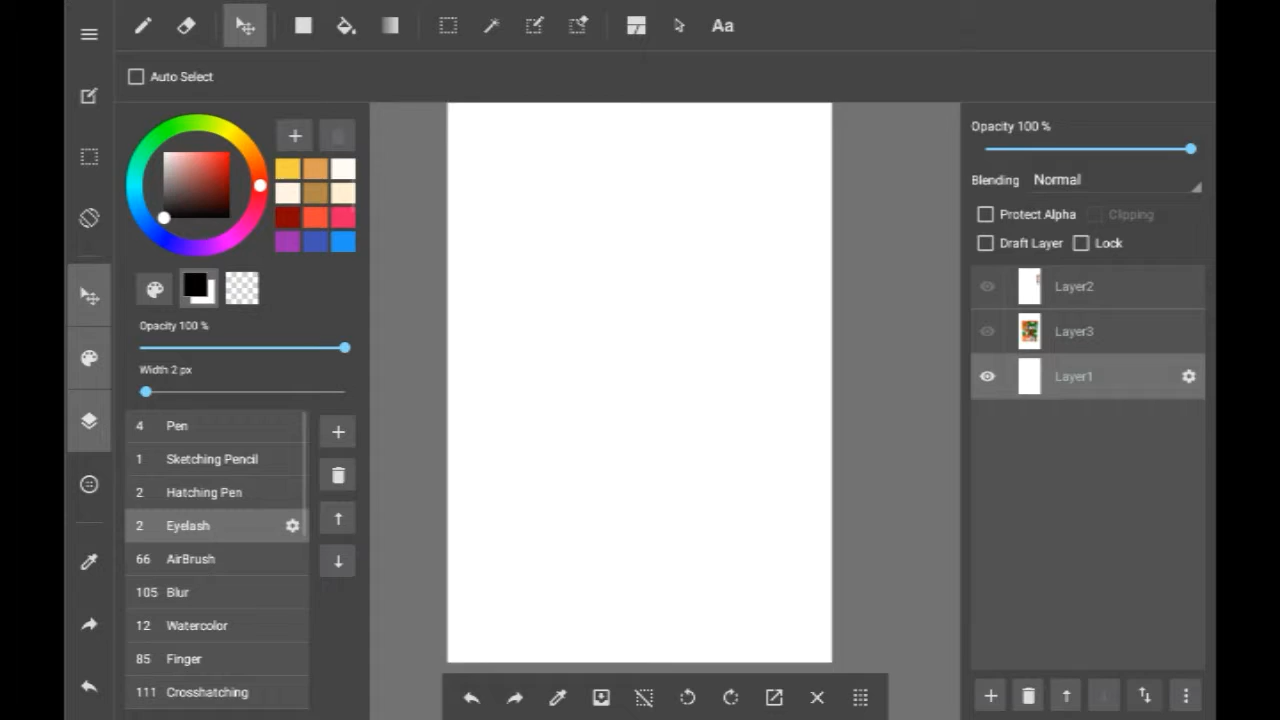 Aa
Auto Select
Opacity 100 %
Width 2 px
4 Pen
1 Sketching Pencil
2 Hatching Pen
2 Eyelash
66 AirBrush
105 Blur
12 Watercolor
85 Finger
111 Crosshatching
Opacity 100 %
Blending Normal
Protect Alpha Clipping
Draft Layer Lock
Layer2
Layer3
Layer1